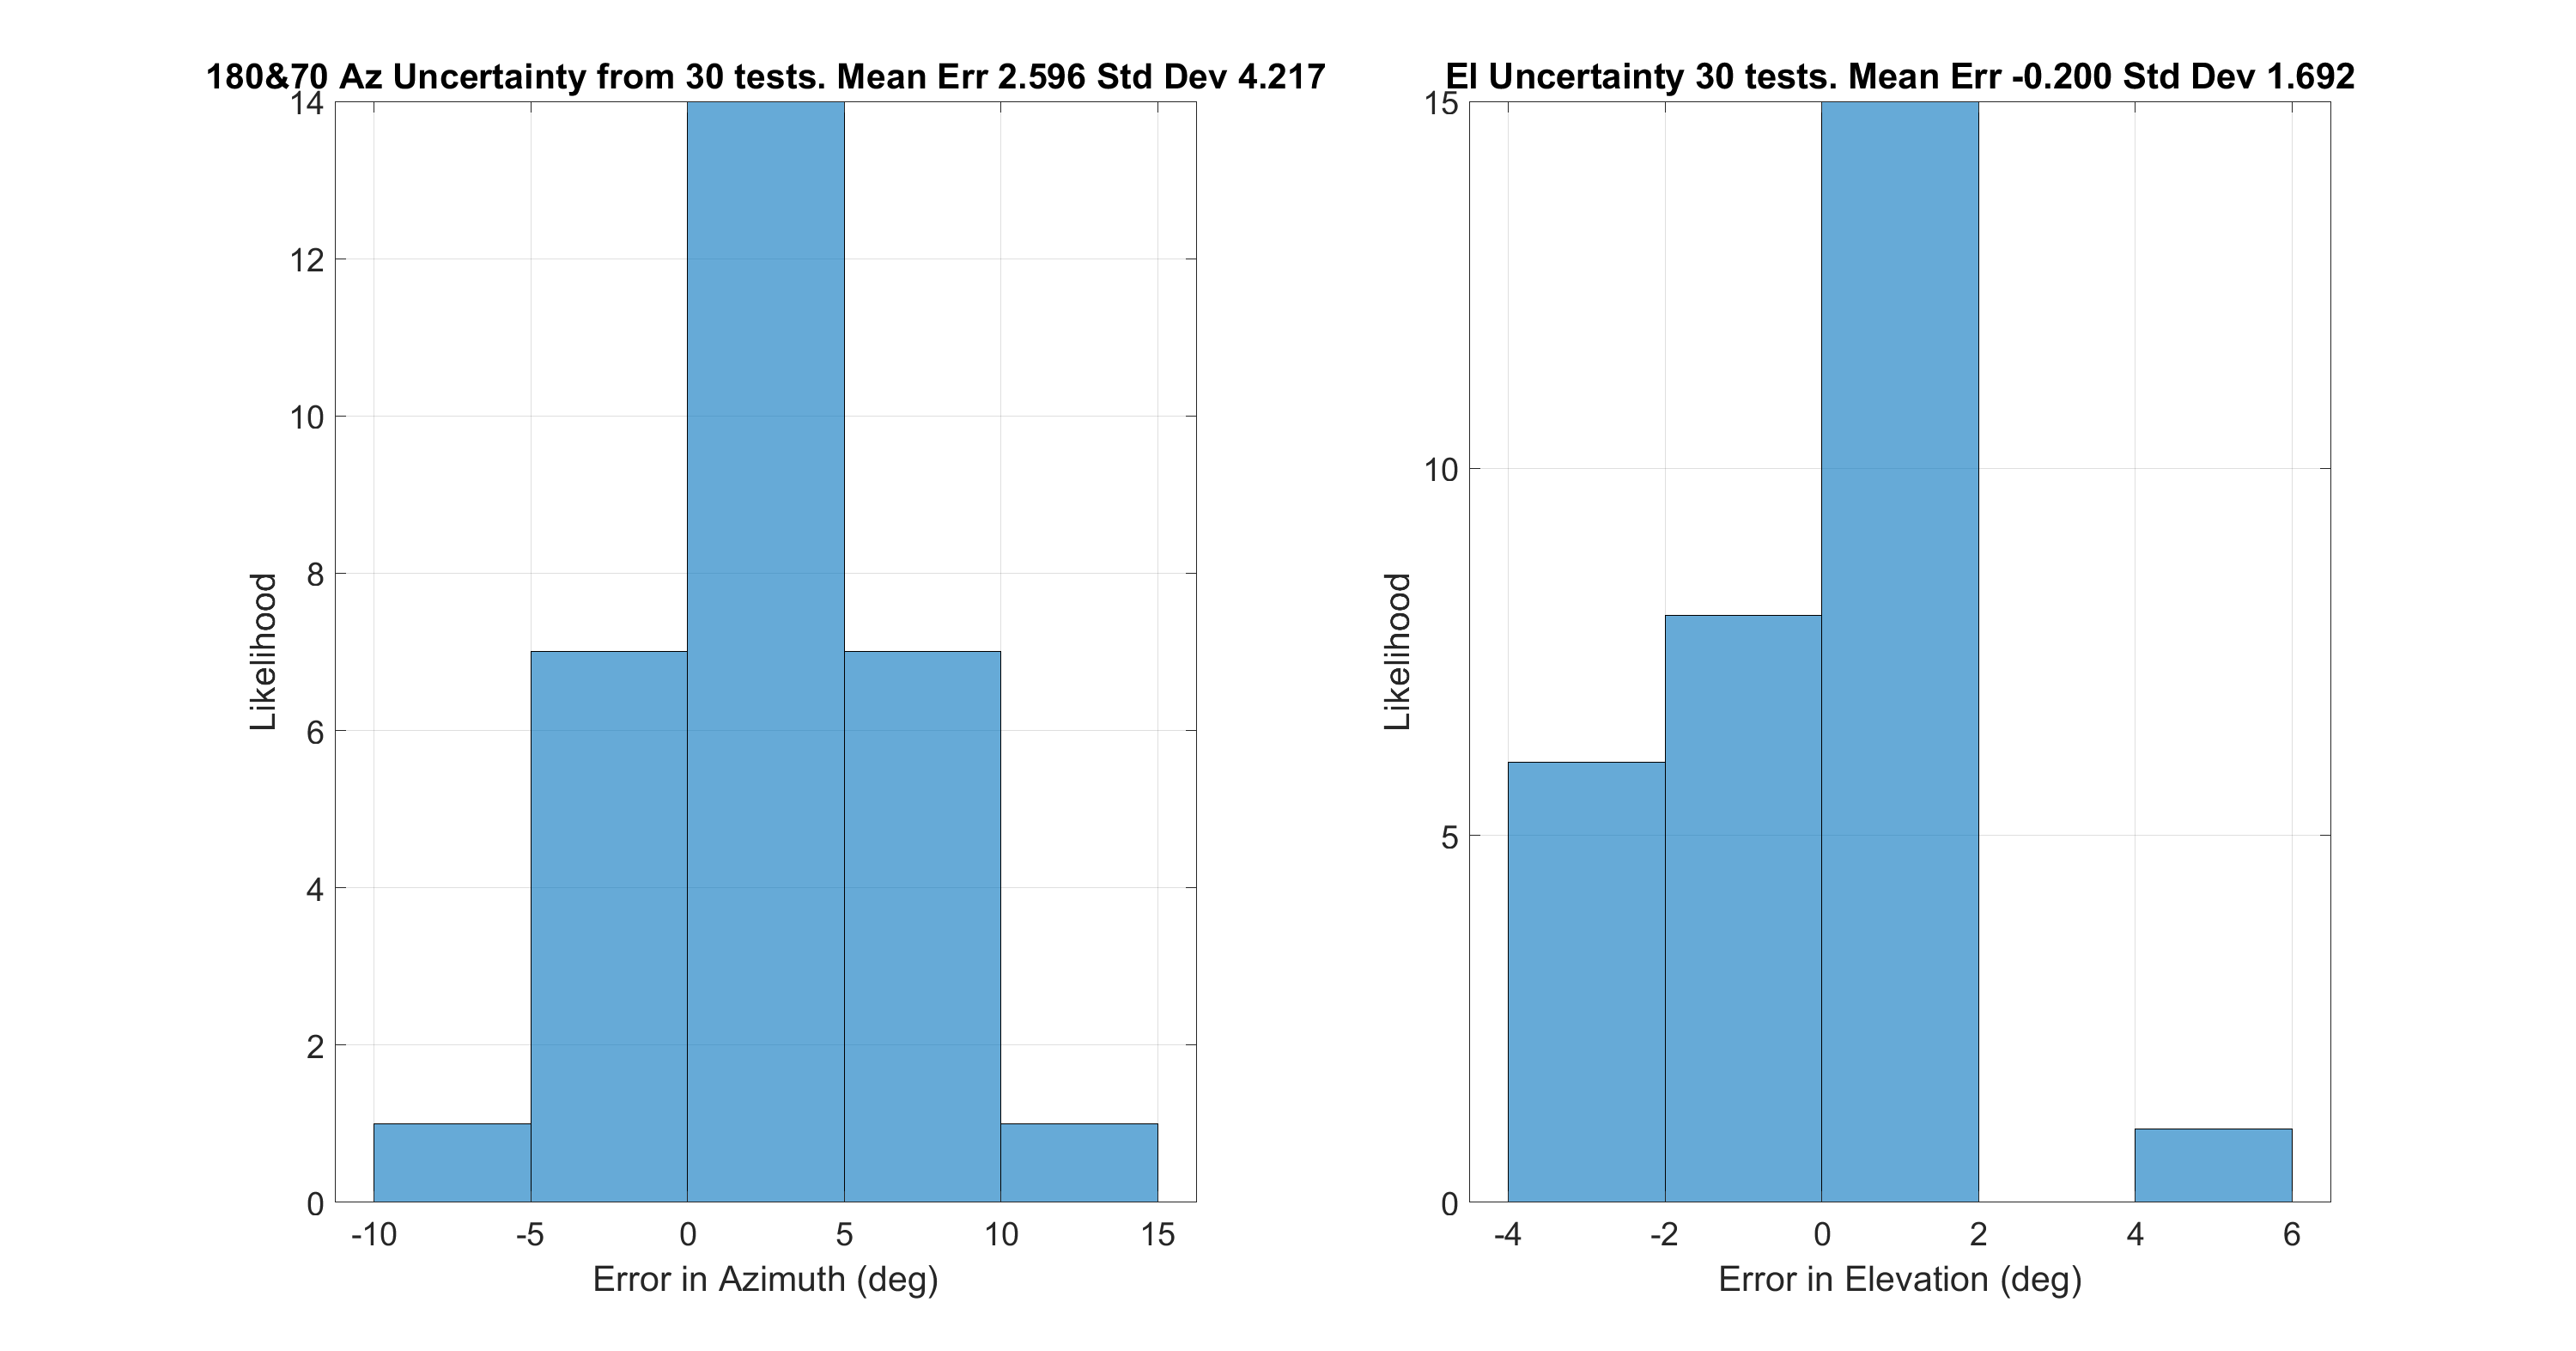 180&70 Az Uncertainty from 30 tests. Mean Err 2.596 Std Dev 4.217
14
12
10
8
6
4
2
0
Likelihood
-10 -5 0 5 10 15
Error in Azimuth (deg)
El Uncertainty 30 tests. Mean Err -0.200 Std Dev 1.692
15
10
5
0
Likelihood
-4 -2 0 2 4 6
Error in Elevation (deg)